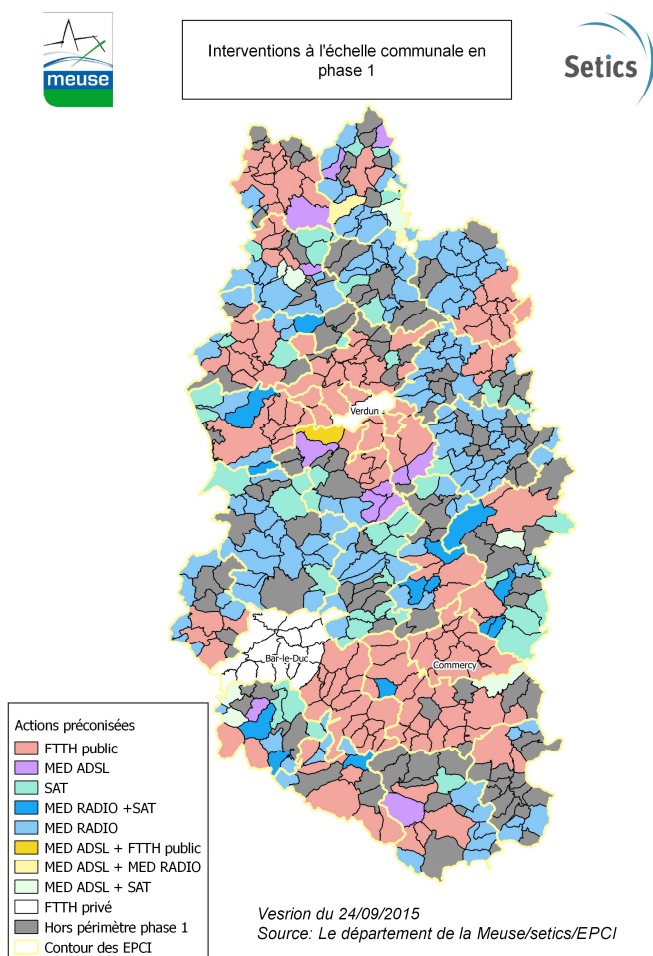 meuse
Interventions à l'échelle communale en
phase 1
Setics
Verdun
Bar-le-Duc
Commercy
Actions préconisées
FTTH public
MED ADSL
SAT
MED RADIO +SAT
MED RADIO
MED ADSL + FTTH public
MED ADSL + MED RADIO
MED ADSL + SAT
FTTH privé
Hors périmètre phase 1
Contour des EPCI
Vesrion du 24/09/2015
Source: Le département de la Meuse/setics/EPCI